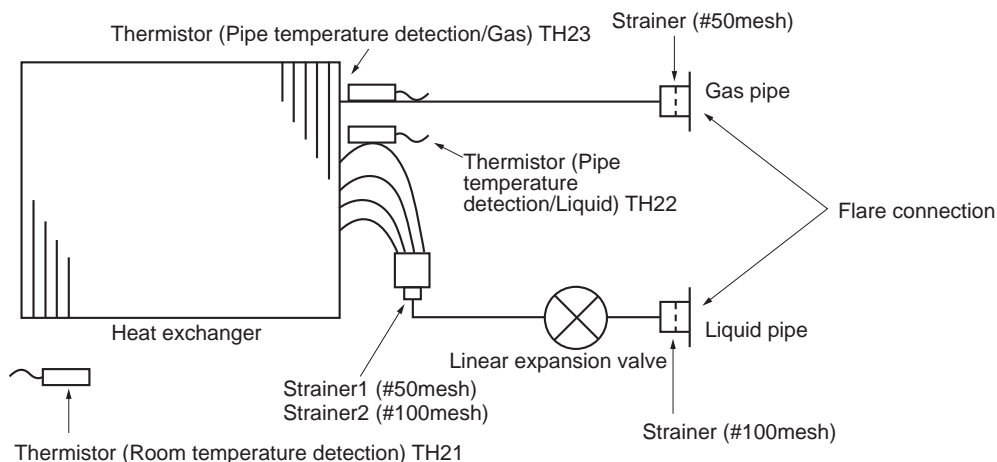 Thermistor (Pipe temperature detection/Gas) TH23
Strainer (#50mesh)
Gas pipe
Thermistor (Pipe
temperature
detection/Liquid) TH22
Flare connection
Heat exchanger
Linear expansion valve
Liquid pipe
Strainer1 (#50mesh)
Strainer2 (#100mesh)
Strainer (#100mesh)
Thermistor (Room temperature detection) TH21